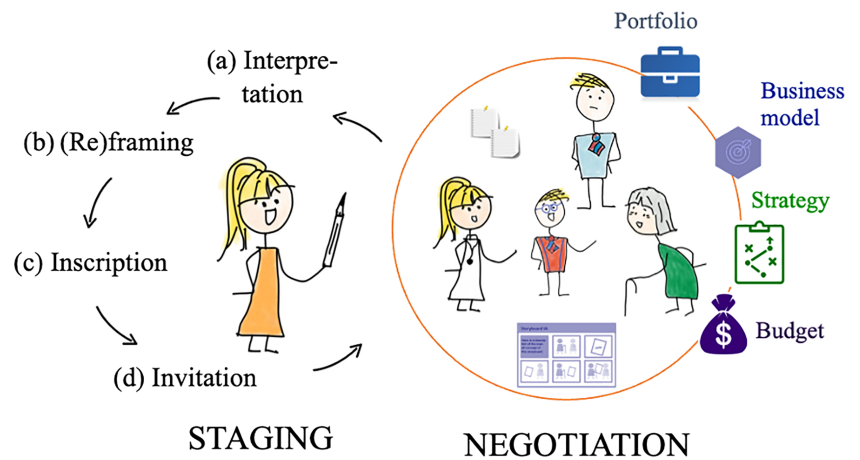 (a) Interpre-
tation
(b) (Re)framing
(c) Inscription
(d) Invitation
STAGING
Portfolio
Business
model
Strategy
$
Budget
NEGOTIATION